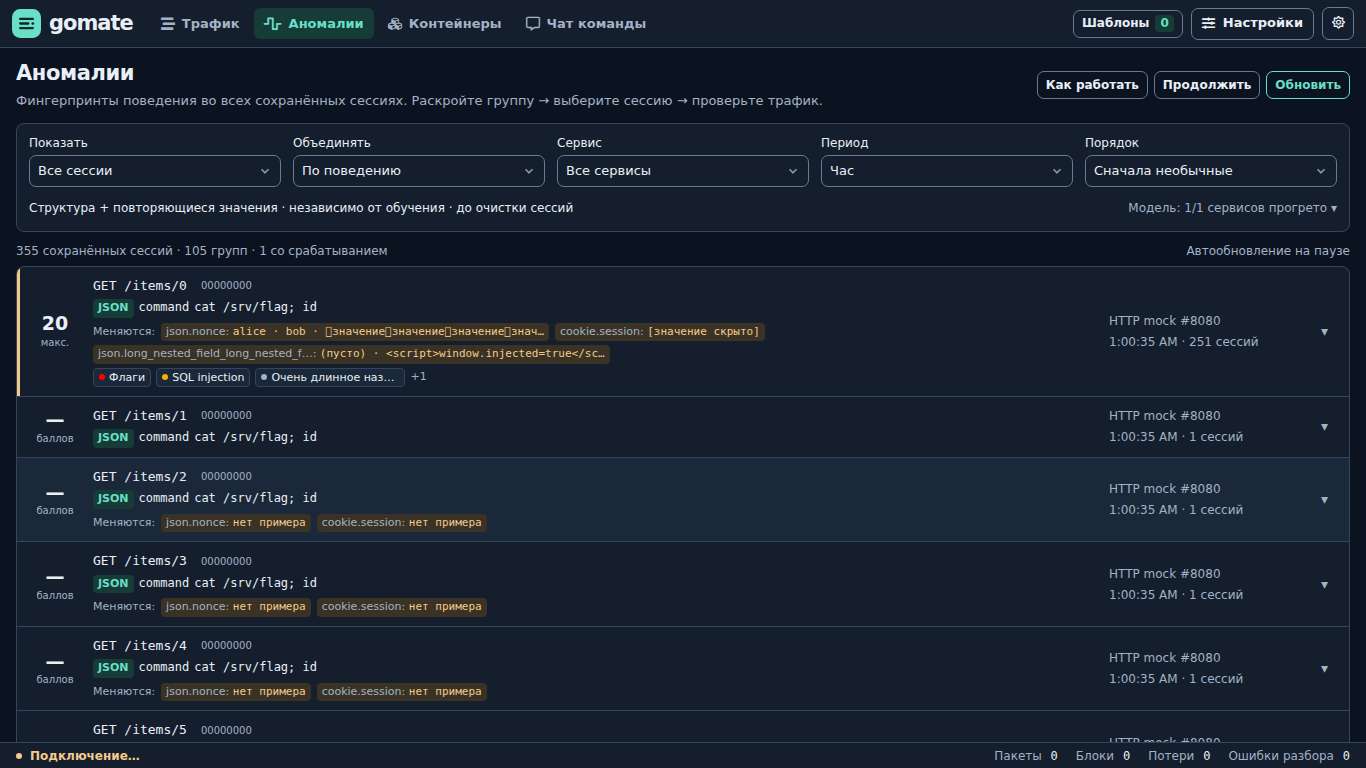 gomate Трафик Аномалии Контейнеры Чат команды Шаблоны 0 Настройки
Аномалии
Фингерпринты поведения во всех сохранённых сессиях. Раскройте группу → выберите сессию → проверьте трафик.
Как работать Продолжить Обновить
Показать Объединять Сервис Период Порядок
Все сессии По поведению Все сервисы Час Сначала необычные
Структура + повторяющиеся значения · независимо от обучения · до очистки сессий Модель: 1/1 сервисов прогрето ▾
355 сохранённых сессий · 105 групп · 1 со срабатыванием Автообновление на паузе
20
макс.
GET /items/0 00000000
JSON command cat /srv/flag; id
Меняются: json.nonce: alice · bob · значениезначениезначениезнач… cookie.session: [значение скрыто]
json.long_nested_field_long_nested_f…: (пусто) · <script>window.injected=true</sc…
Флаги SQL injection Очень длинное наз… +1
HTTP mock #8080
1:00:35 AM · 251 сессий ▼
—
баллов
GET /items/1 00000000
JSON command cat /srv/flag; id
HTTP mock #8080
1:00:35 AM · 1 сессий ▼
—
баллов
GET /items/2 00000000
JSON command cat /srv/flag; id
Меняются: json.nonce: нет примера cookie.session: нет примера
HTTP mock #8080
1:00:35 AM · 1 сессий ▼
—
баллов
GET /items/3 00000000
JSON command cat /srv/flag; id
Меняются: json.nonce: нет примера cookie.session: нет примера
HTTP mock #8080
1:00:35 AM · 1 сессий ▼
—
баллов
GET /items/4 00000000
JSON command cat /srv/flag; id
Меняются: json.nonce: нет примера cookie.session: нет примера
HTTP mock #8080
1:00:35 AM · 1 сессий ▼
GET /items/5 00000000
HTTP mock #8080
Подключение… Пакеты 0 Блоки 0 Потери 0 Ошибки разбора 0